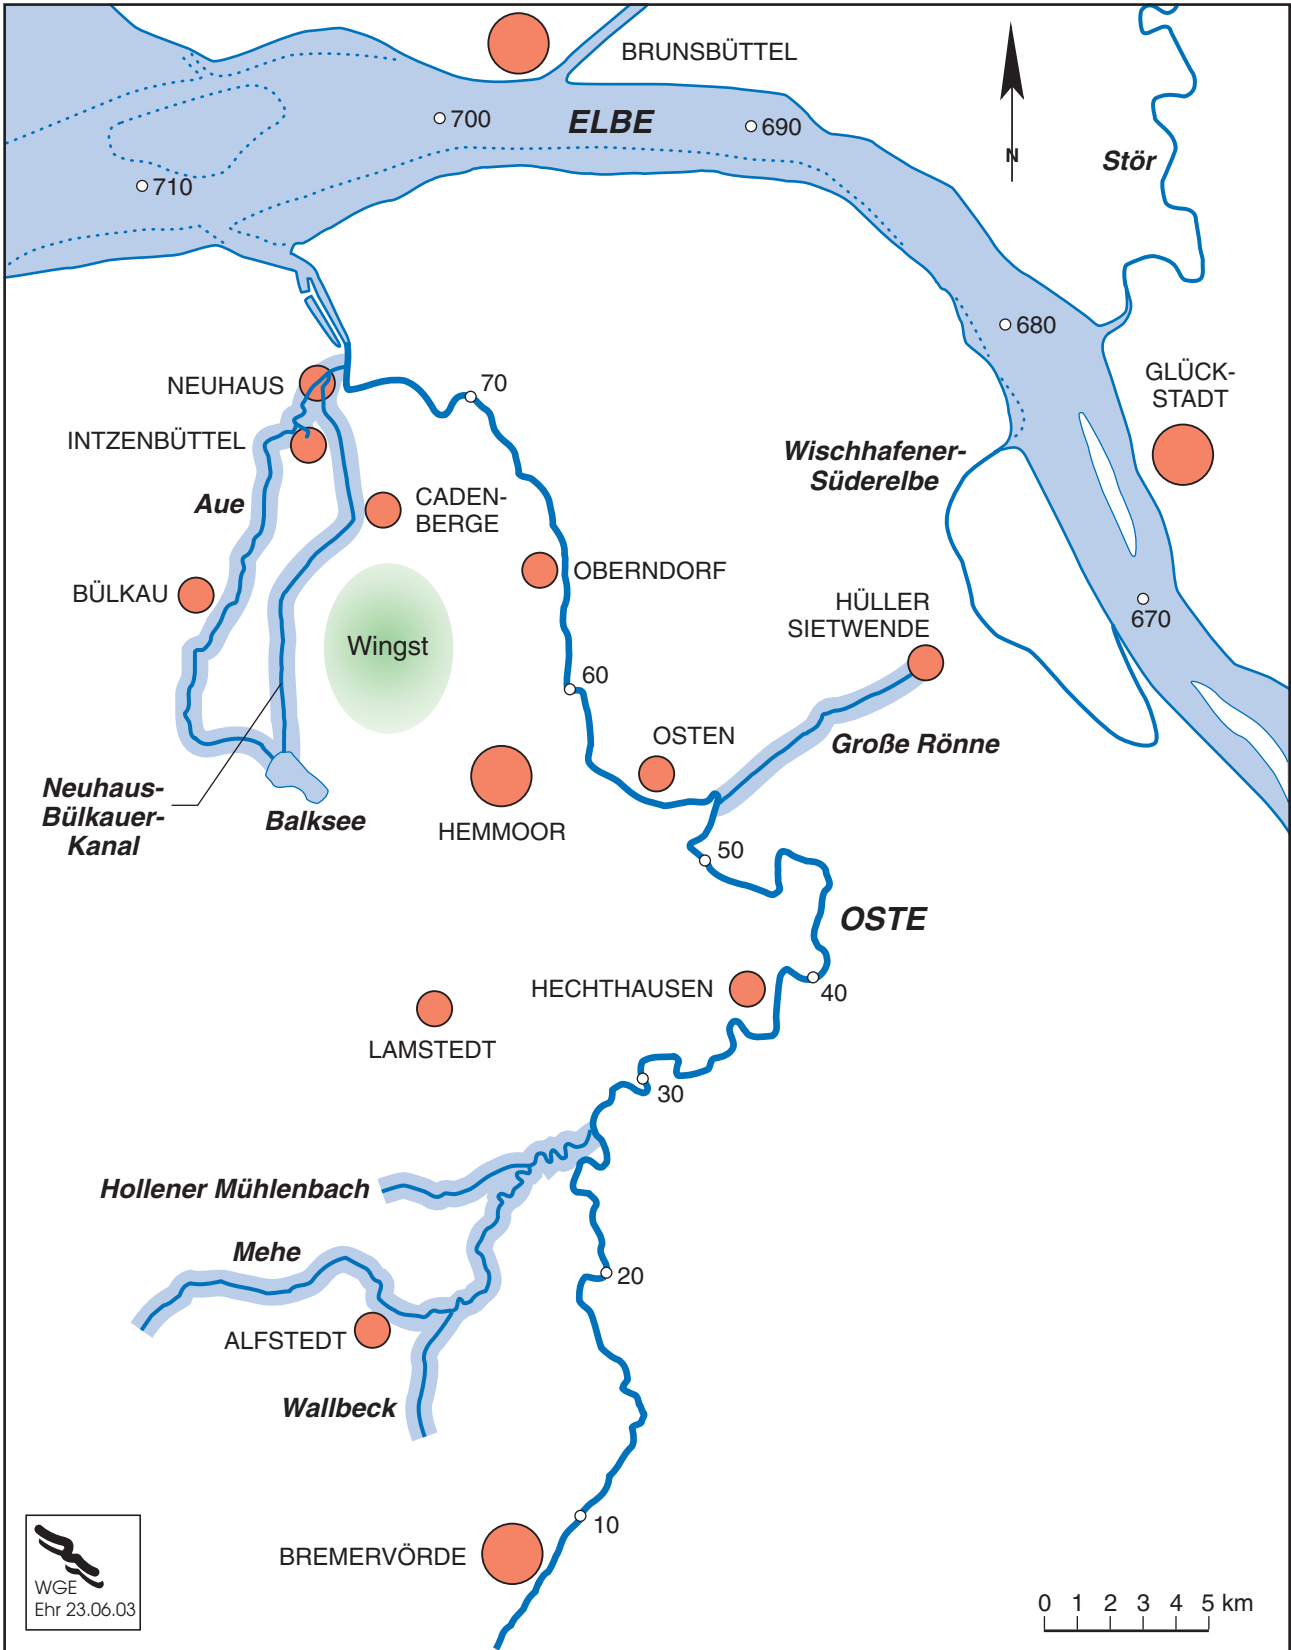 BRUNSBÜTTEL
700
ELBE
690
710
N
Stör
680
NEUHAUS
70
GLÜCK-
STADT
INTZENBÜTTEL
Wischhafener-
Süderelbe
Aue
CADEN-
BERGE
OBERNDORF
BÜLKAU
HÜLLER
SIETWENDE
670
Wingst
60
OSTEN
Große Rönne
Neuhaus-
Bülkauer-
Kanal
Balksee
HEMMOOR
50
OSTE
HECHTHAUSEN
40
LAMSTEDT
30
Hollener Mühlenbach
Mehe
20
ALFSTEDT
Wallbeck
10
BREMERVÖRDE
WGE
Ehr 23.06.03
0 1 2 3 4 5 km